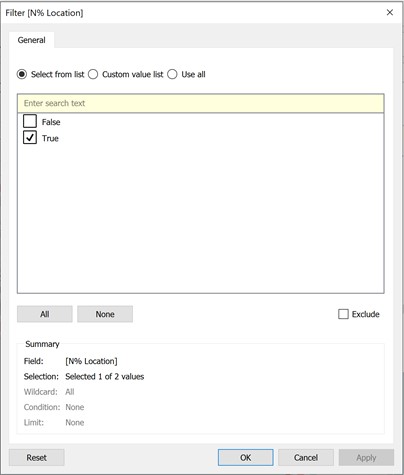 Filter [N% Location]
General
Select from list Custom value list Use all
Enter search text
False
True
All None Exclude
Summary
Field: [N% Location]
Selection: Selected 1 of 2 values
Wildcard: All
Condition: None
Limit: None
Reset OK Cancel Apply